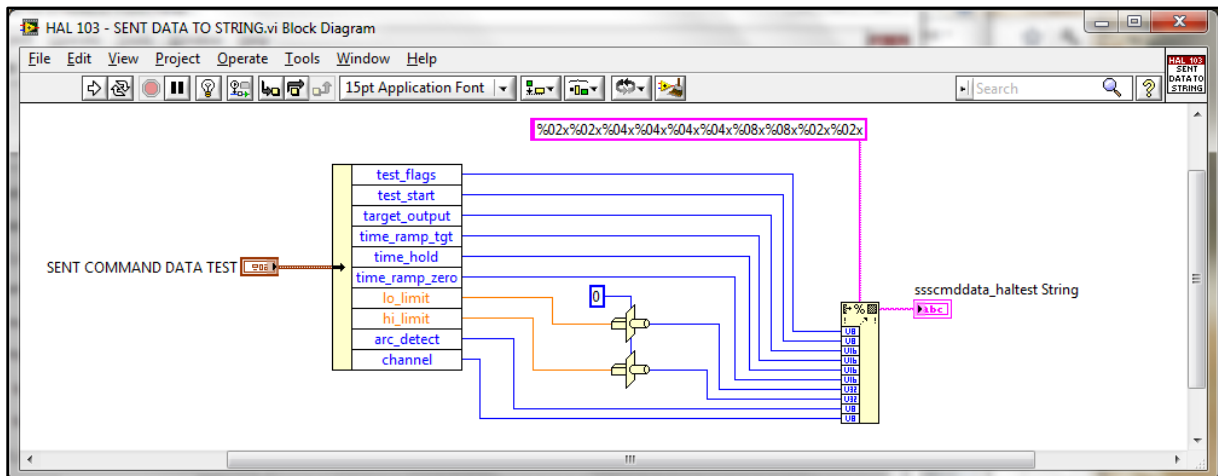 HAL 103 - SENT DATA TO STRING.vi Block Diagram
File Edit View Project Operate Tools Window Help
HAL 103
SENT
DATA TO
STRING
15pt Application Font
Search
%02x%02x%04x%04x%04x%04x%08x%08x%02x%02x
test_flags
test_start
target_output
time_ramp_tgt
time_hold
time_ramp_zero
lo_limit
hi_limit
arc_detect
channel
SENT COMMAND DATA TEST
0
ssscmddata_haltest String
abc
%
U8
U8
U16
U16
U16
U16
U32
U32
U8
U8